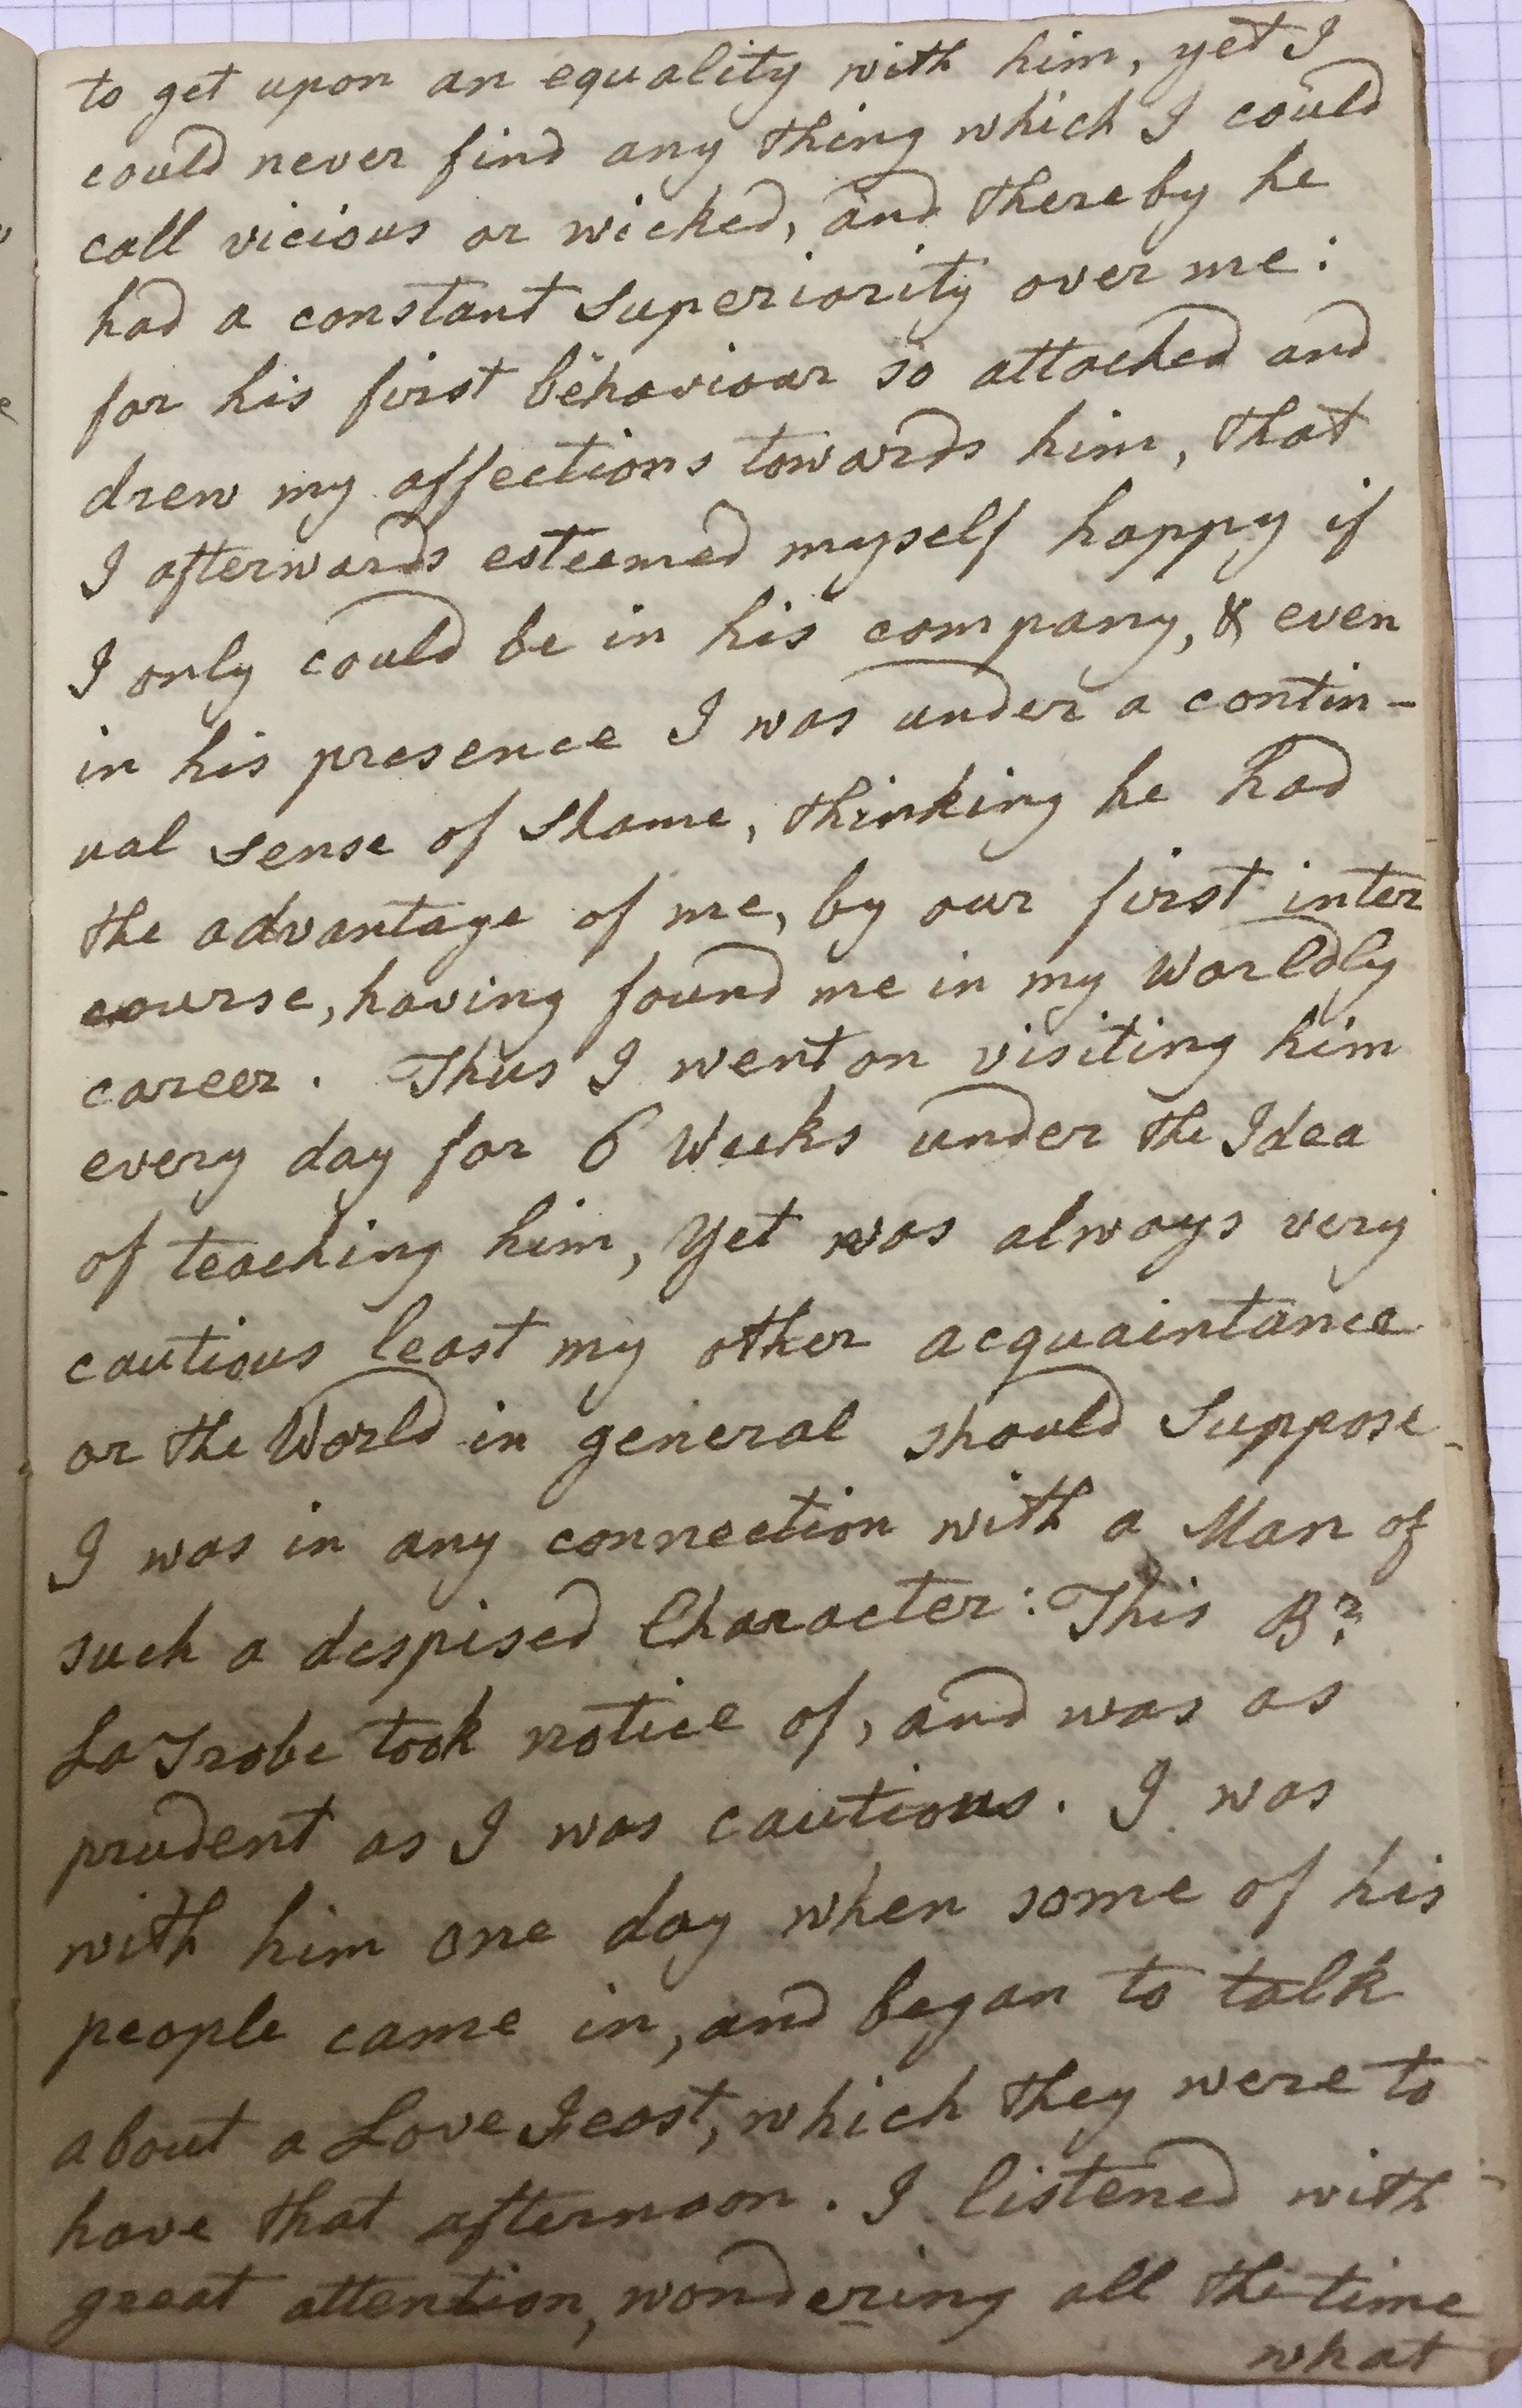 to get upon an equality with him, yet I
could never find any thing which I could
call vicious or wicked, and thereby he
had a constant Superiority over me:
for his first behaviour so attached and
drew my affections towards him, that
I afterwards esteemed myself happy if
I only could be in his company, & even
in his presence I was under a contin-
ual sense of Shame, thinking he had
the advantage of me, by our first inter
course, having found me in my Worldly
career. Thus I went on visiting him
every day for 6 Weeks under the Idea
of teaching him, Yet was always very
cautious least my other acquaintance
or the World in general should Suppose
I was in any connection with a Man of
such a despised Character: This Br.
La Trobe took notice of, and was as
prudent as I was cautious. I was
with him one day when some of his
people came in, and began to talk
about a Love Feast, which they were to
have that afternoon. I listened with
great attention, wondering all the time
what